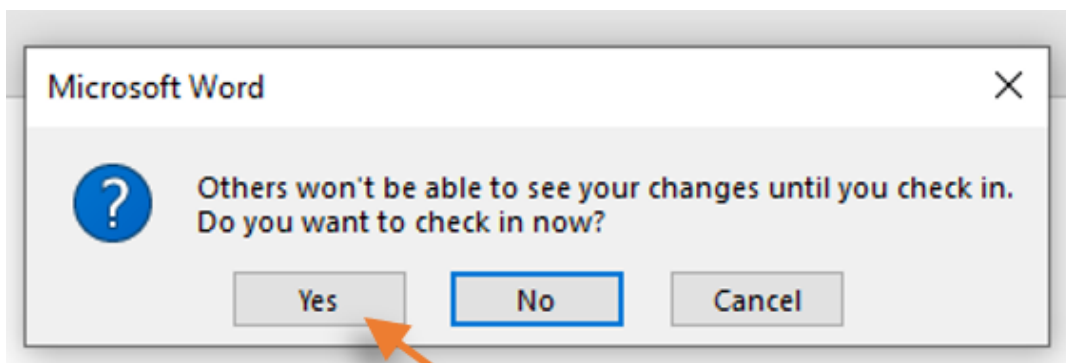 Microsoft Word
Others won't be able to see your changes until you check in.
Do you want to check in now?
Yes
No
Cancel